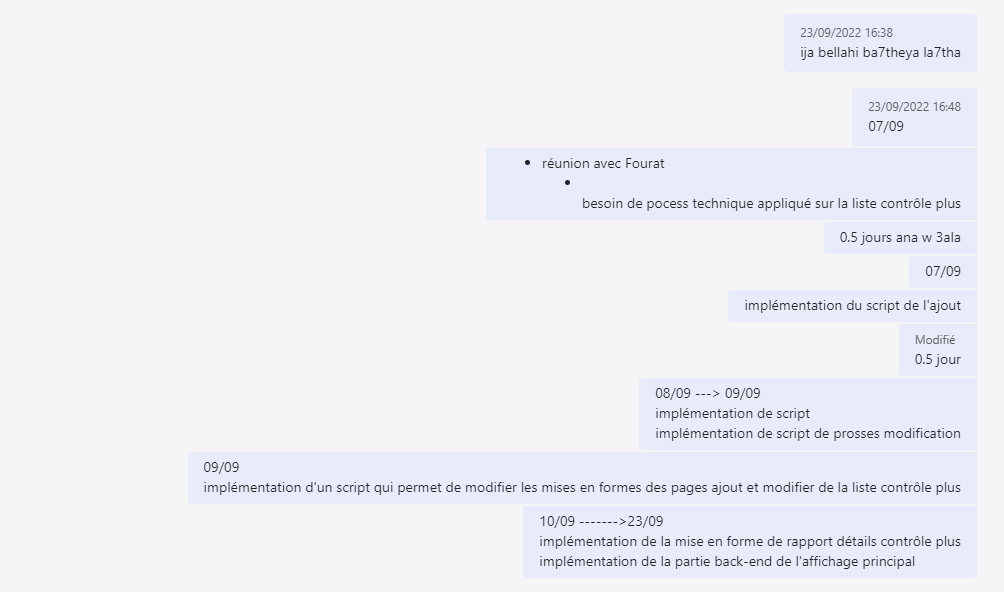 23/09/2022 16:38
ija bellahi ba7theya la7tha
23/09/2022 16:48
07/09
• réunion avec Fourat
•
besoin de pocess technique appliqué sur la liste contrôle plus
0.5 jours ana w 3ala
07/09
implémentation du script de l'ajout
Modifié
0.5 jour
08/09 ---> 09/09
implémentation de script
implémentation de script de prosses modification
09/09
implémentation d'un script qui permet de modifier les mises en formes des pages ajout et modifier de la liste contrôle plus
10/09 ------->23/09
implémentation de la mise en forme de rapport détails contrôle plus
implémentation de la partie back-end de l'affichage principal